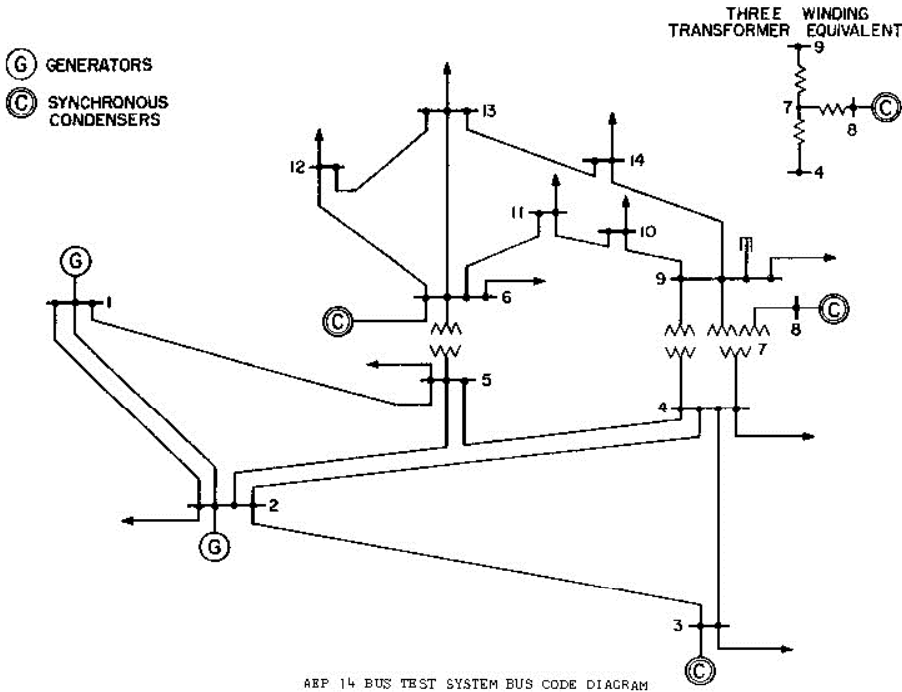 THREE WINDING
TRANSFORMER EQUIVALENT
9
7
C
8
4
G GENERATORS
C SYNCHRONOUS
CONDENSERS
13
12
14
11
10
G
9
1
6
C
8
C
7
5
4
2
G
3
C
AEP 14 BUS TEST SYSTEM BUS CODE DIAGRAM